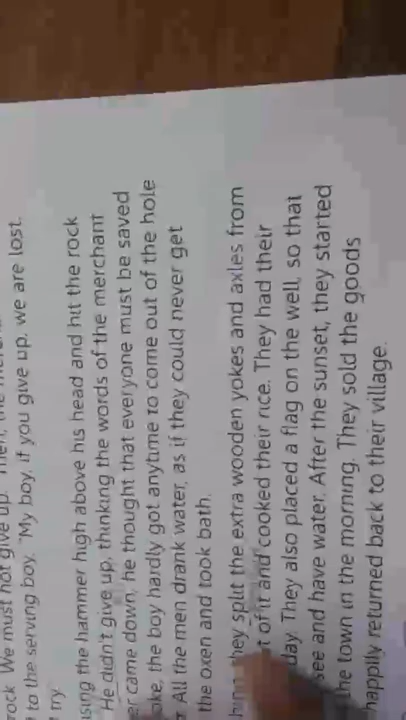 rock. We must not give up.
to the serving boy. "My boy, if you give up, we are lost.
try.
sing the hammer high above his head and hit the rock
He didn't give up, thinking the words of the merchant
er came down, he thought that everyone must be saved
oke, the boy hardly got anytime to come out of the hole
All the men drank water, as if they could never get
the oxen and took bath.
they split the extra wooden yokes and axles from
t of it and cooked their rice. They had their
day. They also placed a flag on the well, so that
see and have water. After the sunset, they started
he town in the morning. They sold the goods
happily returned back to their village.